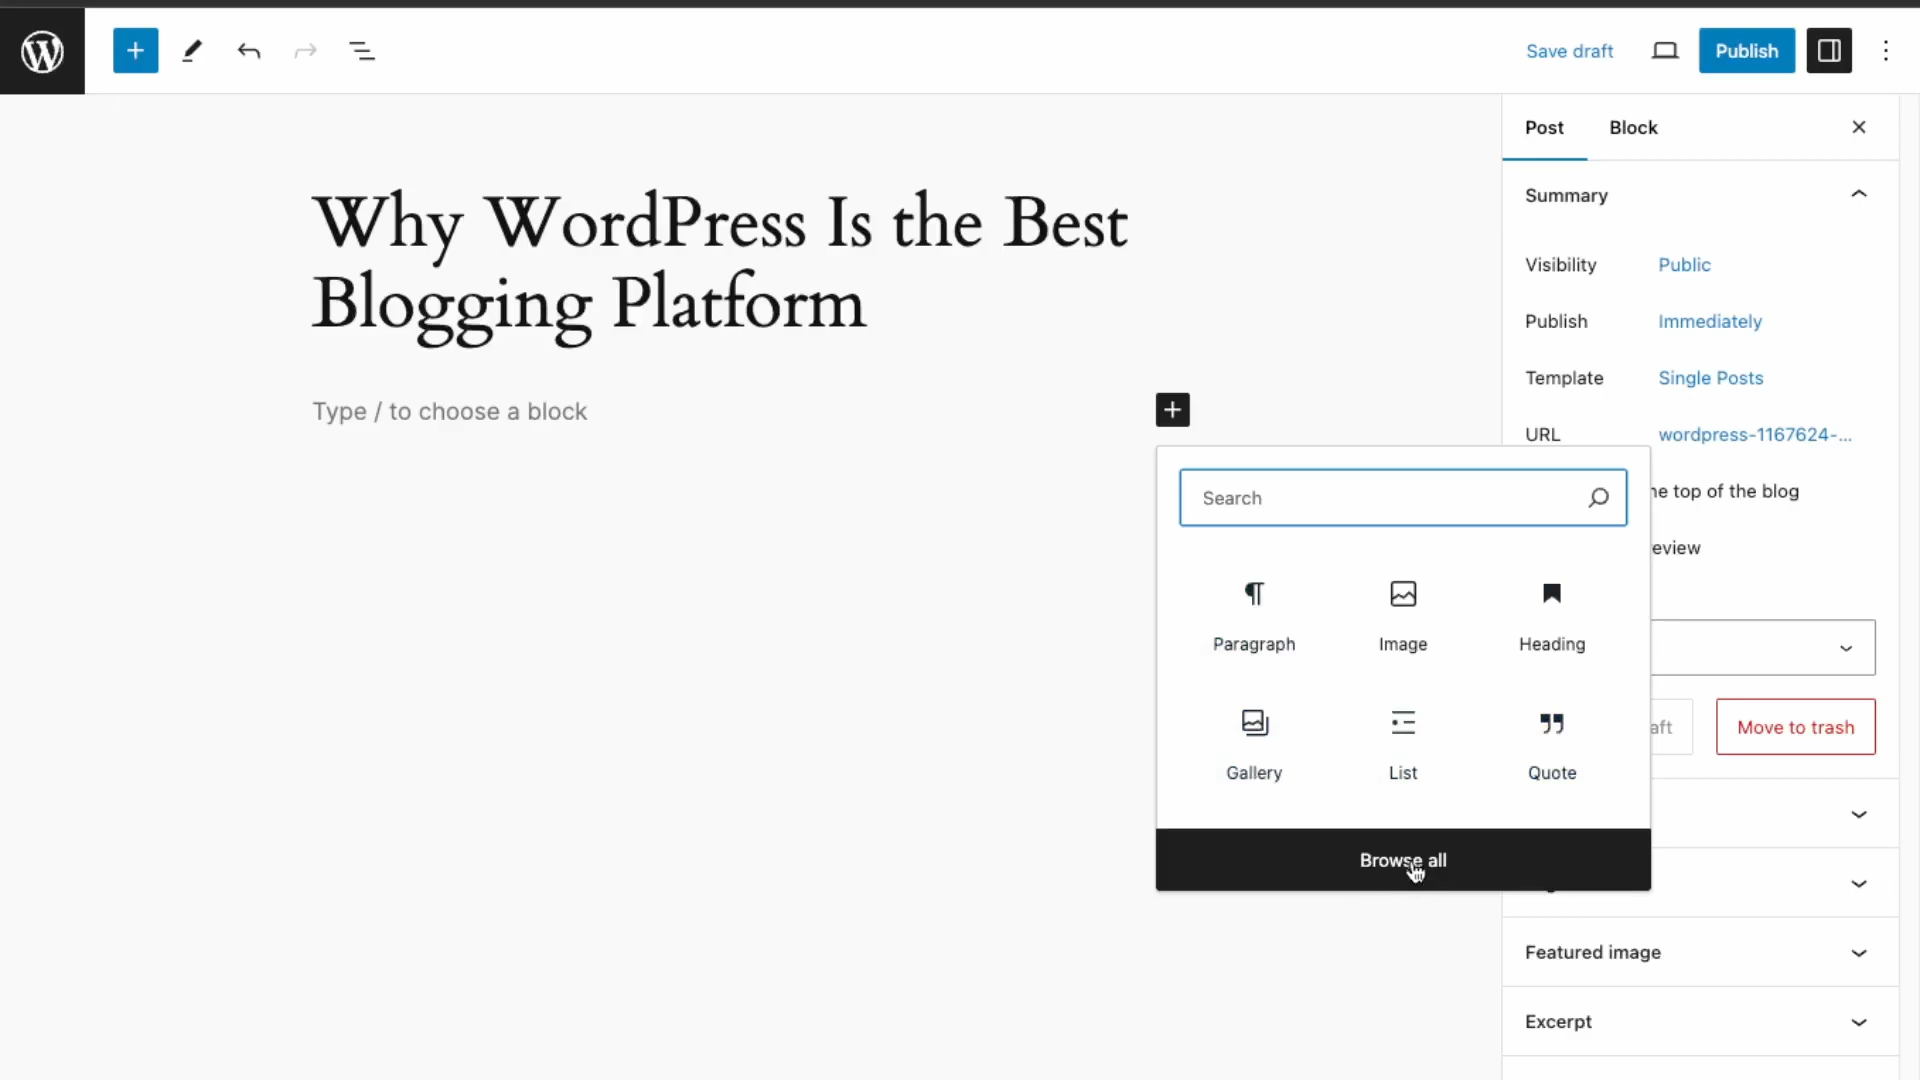 Save draft
Publish
Post
Block
Why WordPress Is the Best
Blogging Platform
Type / to choose a block
Summary
Visibility
Public
Publish
Immediately
Template
Single Posts
URL
wordpress-1167624-...
top of the blog
Search
Paragraph
Image
Heading
Gallery
List
Quote
Browse all
Move to trash
Featured image
Excerpt